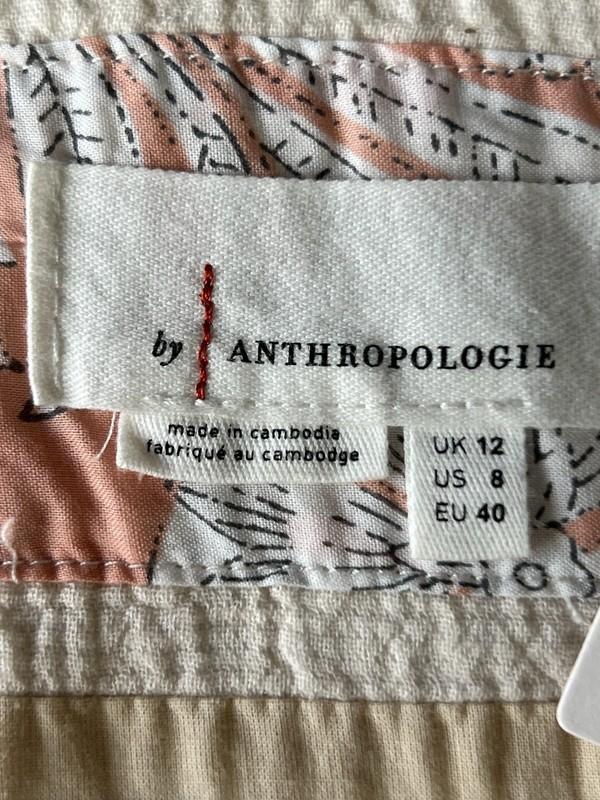 by ANTHROPOLOGIE
made in cambodia
fabriqué au cambodge
UK 12
US 8
EU 40